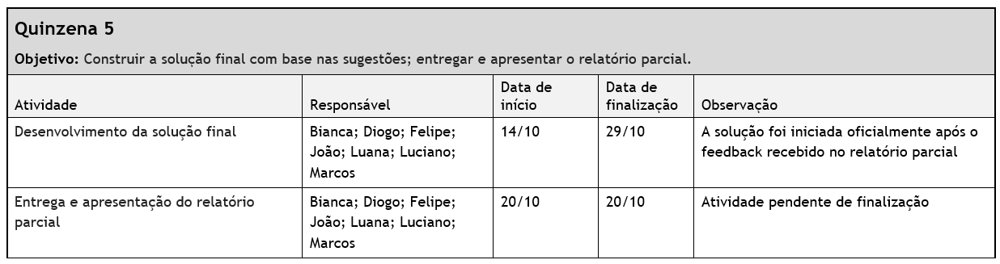 Quinzena 5
Objetivo: Construir a solução final com base nas sugestões; entregar e apresentar o relatório parcial.
Atividade
Responsável
Data de
início
Data de
finalização
Observação
Desenvolvimento da solução final
Bianca; Diogo; Felipe;
João; Luana; Luciano;
Marcos
14/10
29/10
A solução foi iniciada oficialmente após o
feedback recebido no relatório parcial
Entrega e apresentação do relatório
parcial
Bianca; Diogo; Felipe;
João; Luana; Luciano;
Marcos
20/10
20/10
Atividade pendente de finalização